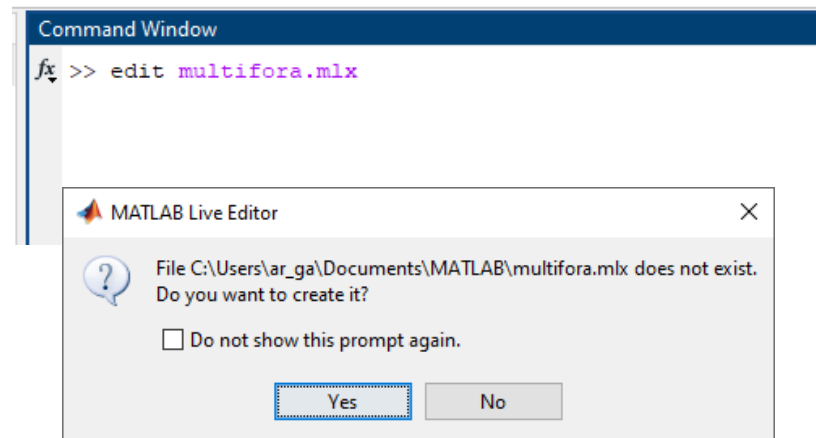 Command Window
fx >> edit multifora.mlx
MATLAB Live Editor
File C:\Users\ar_ga\Documents\MATLAB\multifora.mlx does not exist.
Do you want to create it?
Do not show this prompt again.
Yes No